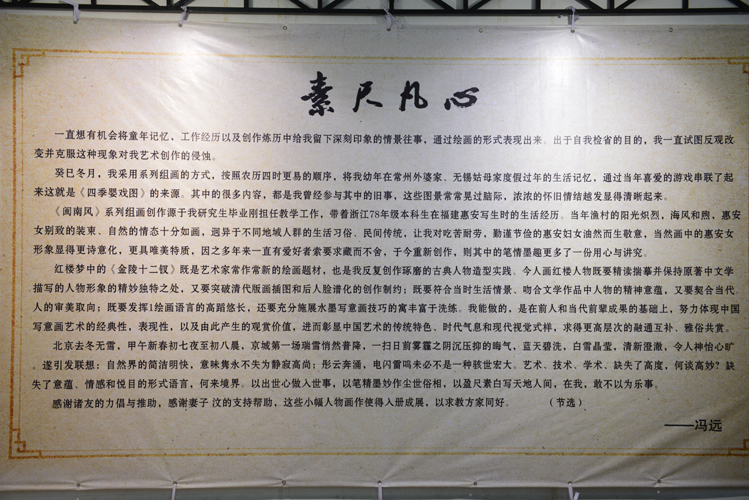 素尺凡心
一直想有机会将童年记忆、工作经历以及创作炼历中给我留下深刻印象的情景往事，通过绘画的形式表现出来。出于自我检省的目的，我一直试图反观改
变并克服这种现象对我艺术创作的侵蚀。
癸巳冬月，我采用系列组画的方式，按照农历四时更易的顺序，将我幼年在常州外婆家、无锡姑母家度假过年的生活记忆，通过当年喜爱的游戏串联了起
来这就是《四季婴戏图》的来源。其中的很多内容，都是我曾经参与其中的旧事，这些图景常常晃过脑际，浓浓的怀旧情结越发显得清晰起来。
《闽南风》系列组画创作源于我研究生毕业刚担任教学工作，带着浙江78年级本科生在福建惠安写生时的生活经历。当年渔村的阳光炽烈，海风和煦，惠安
女别致的装束、自然的情态十分如画，迥异于不同地域人群的生活习俗、民间传统，让我对吃苦耐劳，勤谨节俭的惠安妇女油然而生敬意，当然画中的惠安女
形象显得更诗意化，更具唯美特质，因之多年来一直有爱好者索要求藏而不舍，于今重新创作，则其中的笔情墨趣更多了一份用心与讲究。
红楼梦中的《金陵十二钗》既是艺术家常作常新的绘画题材，也是我反复创作琢磨的古典人物造型实践。今人画红楼人物既要精读揣摹并保持原著中文学
描写的人物形象的精妙独特之处，又要突破清代版画插图和后人脸谱化的创作制约；既要符合当时生活情景、吻合文学作品中人物的精神意蕴，又要契合当代
人的审美取向；既要发挥1绘画语言的高蹈悠长，还要充分施展水墨写意画技巧的寓丰富于洗练。我能做的，是在前人和当代前辈成果的基础上，努力体现中国
写意画艺术的经典性，表现性，以及由此产生的观赏价值，进而彰显中国艺术的传统特色、时代气息和现代视觉式样，求得更高层次的融通互补、雅俗共赏。
北京去冬无雪，甲午新春初七夜至初八晨，京城第一场瑞雪悄然普降，一扫日前雾霾之阴沉压抑的晦气，蓝天碧洗，白雪晶莹，清新澄澈，令人神怡心旷
。遂引发联想：自然界的简洁明快，意味隽永不失为静寂高尚；彤云奔涌，电闪雷鸣未必不是一种骇世宏大。艺术、技术、学术、缺失了高度，何谈高妙？缺
失了意蕴、情感和悦目的形式语言，何来境界。以出世心做入世事，以笔精墨妙作尘世俗相，以盈尺素白写天地人间，在我，敢不以为乐事。
感谢诸友的力倡与推助，感谢妻子 汶的支持帮助，这些小幅人物画作使得入册成展，以求教方家同好。 （节选）
——冯远